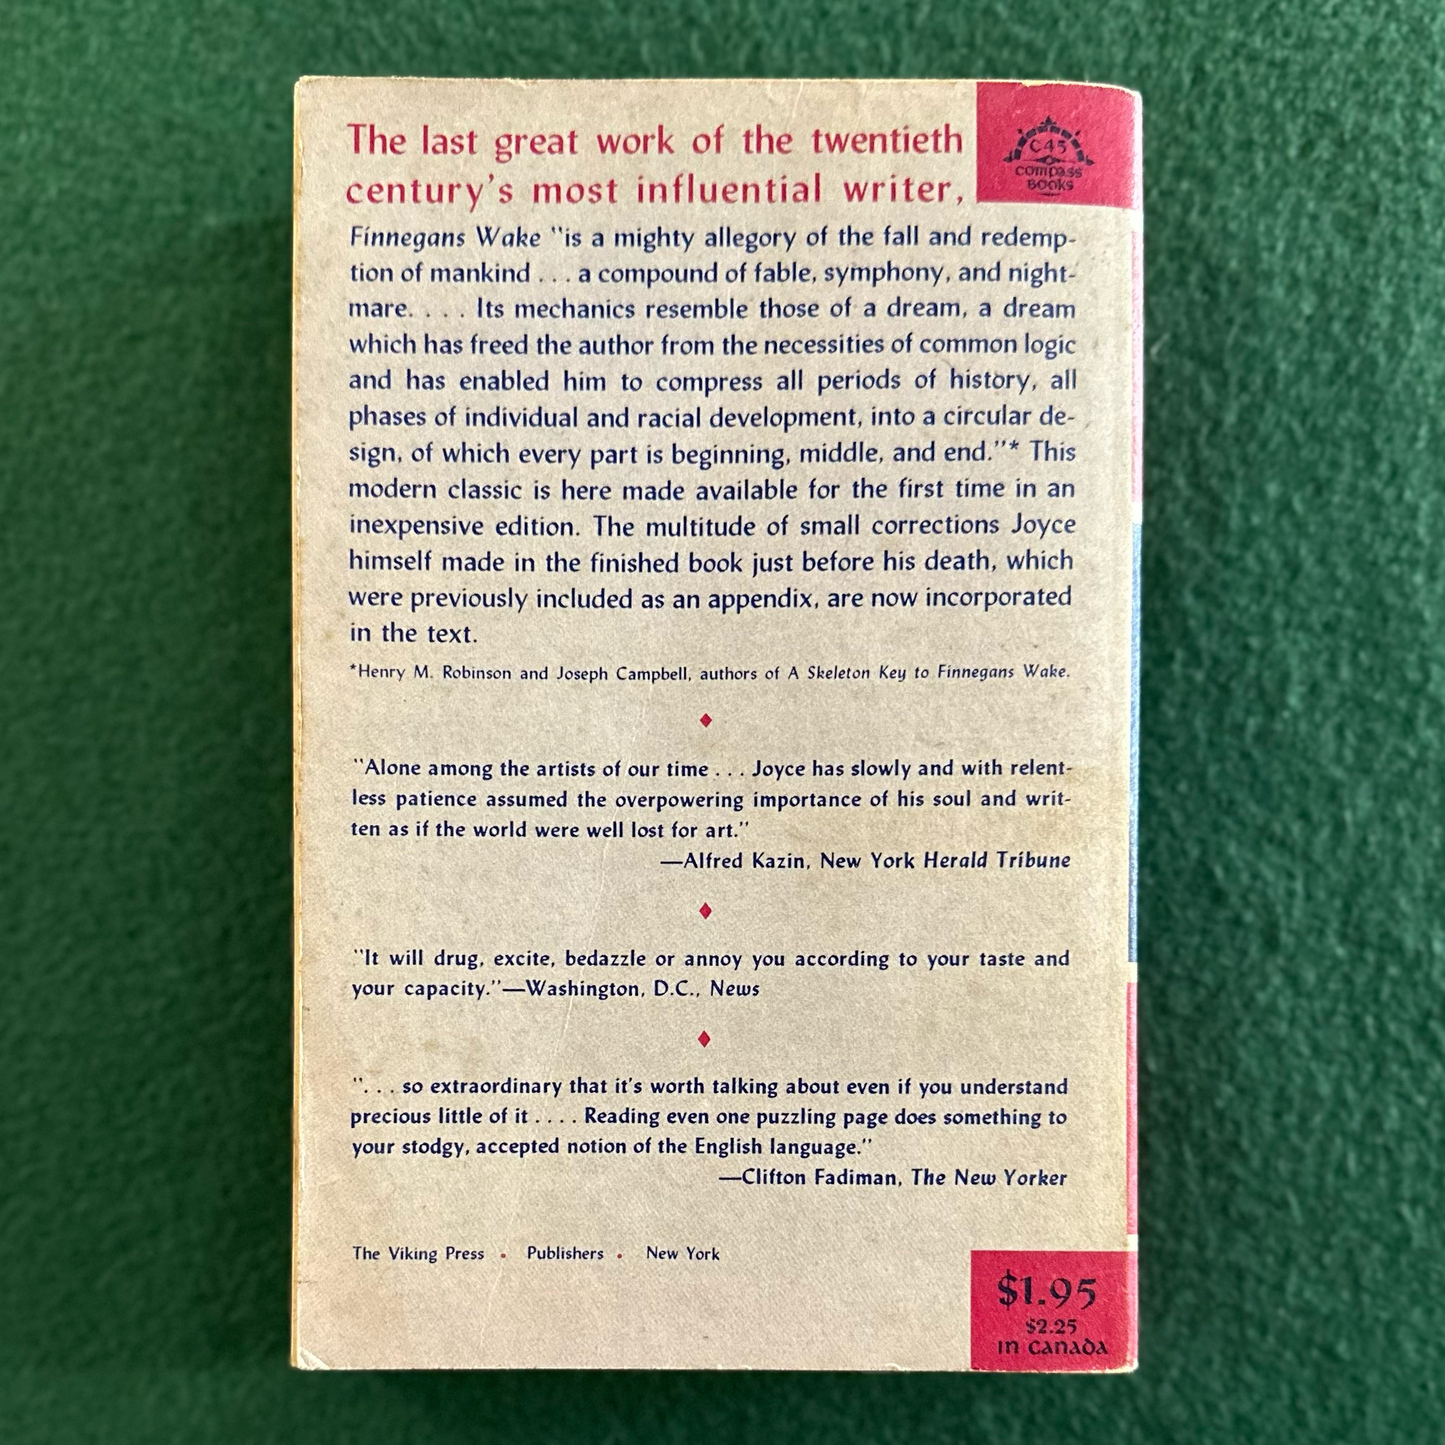 The last great work of the twentieth
century's most influential writer,
C45
COMPASS
BOOKS
Finnegans Wake "is a mighty allegory of the fall and redemp-
tion of mankind . . . a compound of fable, symphony, and night-
mare. . . . Its mechanics resemble those of a dream, a dream
which has freed the author from the necessities of common logic
and has enabled him to compress all periods of history, all
phases of individual and racial development, into a circular de-
sign, of which every part is beginning, middle, and end."* This
modern classic is here made available for the first time in an
inexpensive edition. The multitude of small corrections Joyce
himself made in the finished book just before his death, which
were previously included as an appendix, are now incorporated
in the text.
*Henry M. Robinson and Joseph Campbell, authors of A Skeleton Key to Finnegans Wake.
"Alone among the artists of our time . . . Joyce has slowly and with relent-
less patience assumed the overpowering importance of his soul and writ-
ten as if the world were well lost for art."
—Alfred Kazin, New York Herald Tribune
"It will drug, excite, bedazzle or annoy you according to your taste and
your capacity."—Washington, D.C., News
". . . so extraordinary that it's worth talking about even if you understand
precious little of it . . . . Reading even one puzzling page does something to
your stodgy, accepted notion of the English language."
—Clifton Fadiman, The New Yorker
The Viking Press • Publishers • New York
$1.95
$2.25
in Canada